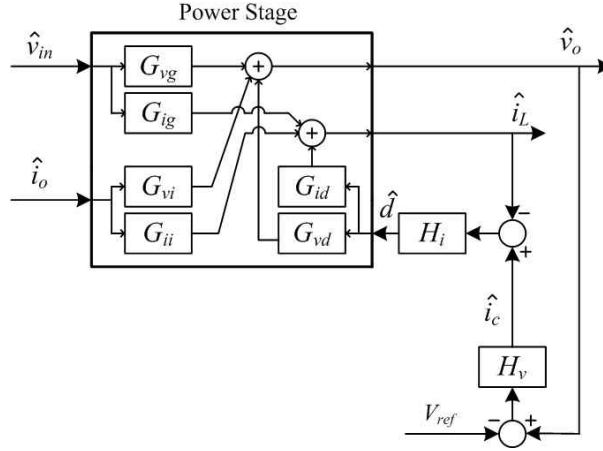 Power Stage
v̂in
Gvg
+
v̂o
Gig
+
îL
îo
Gvi
Gid
d̂
-
Gii
Gvd
Hi
+
îc
Hv
Vref
-
+